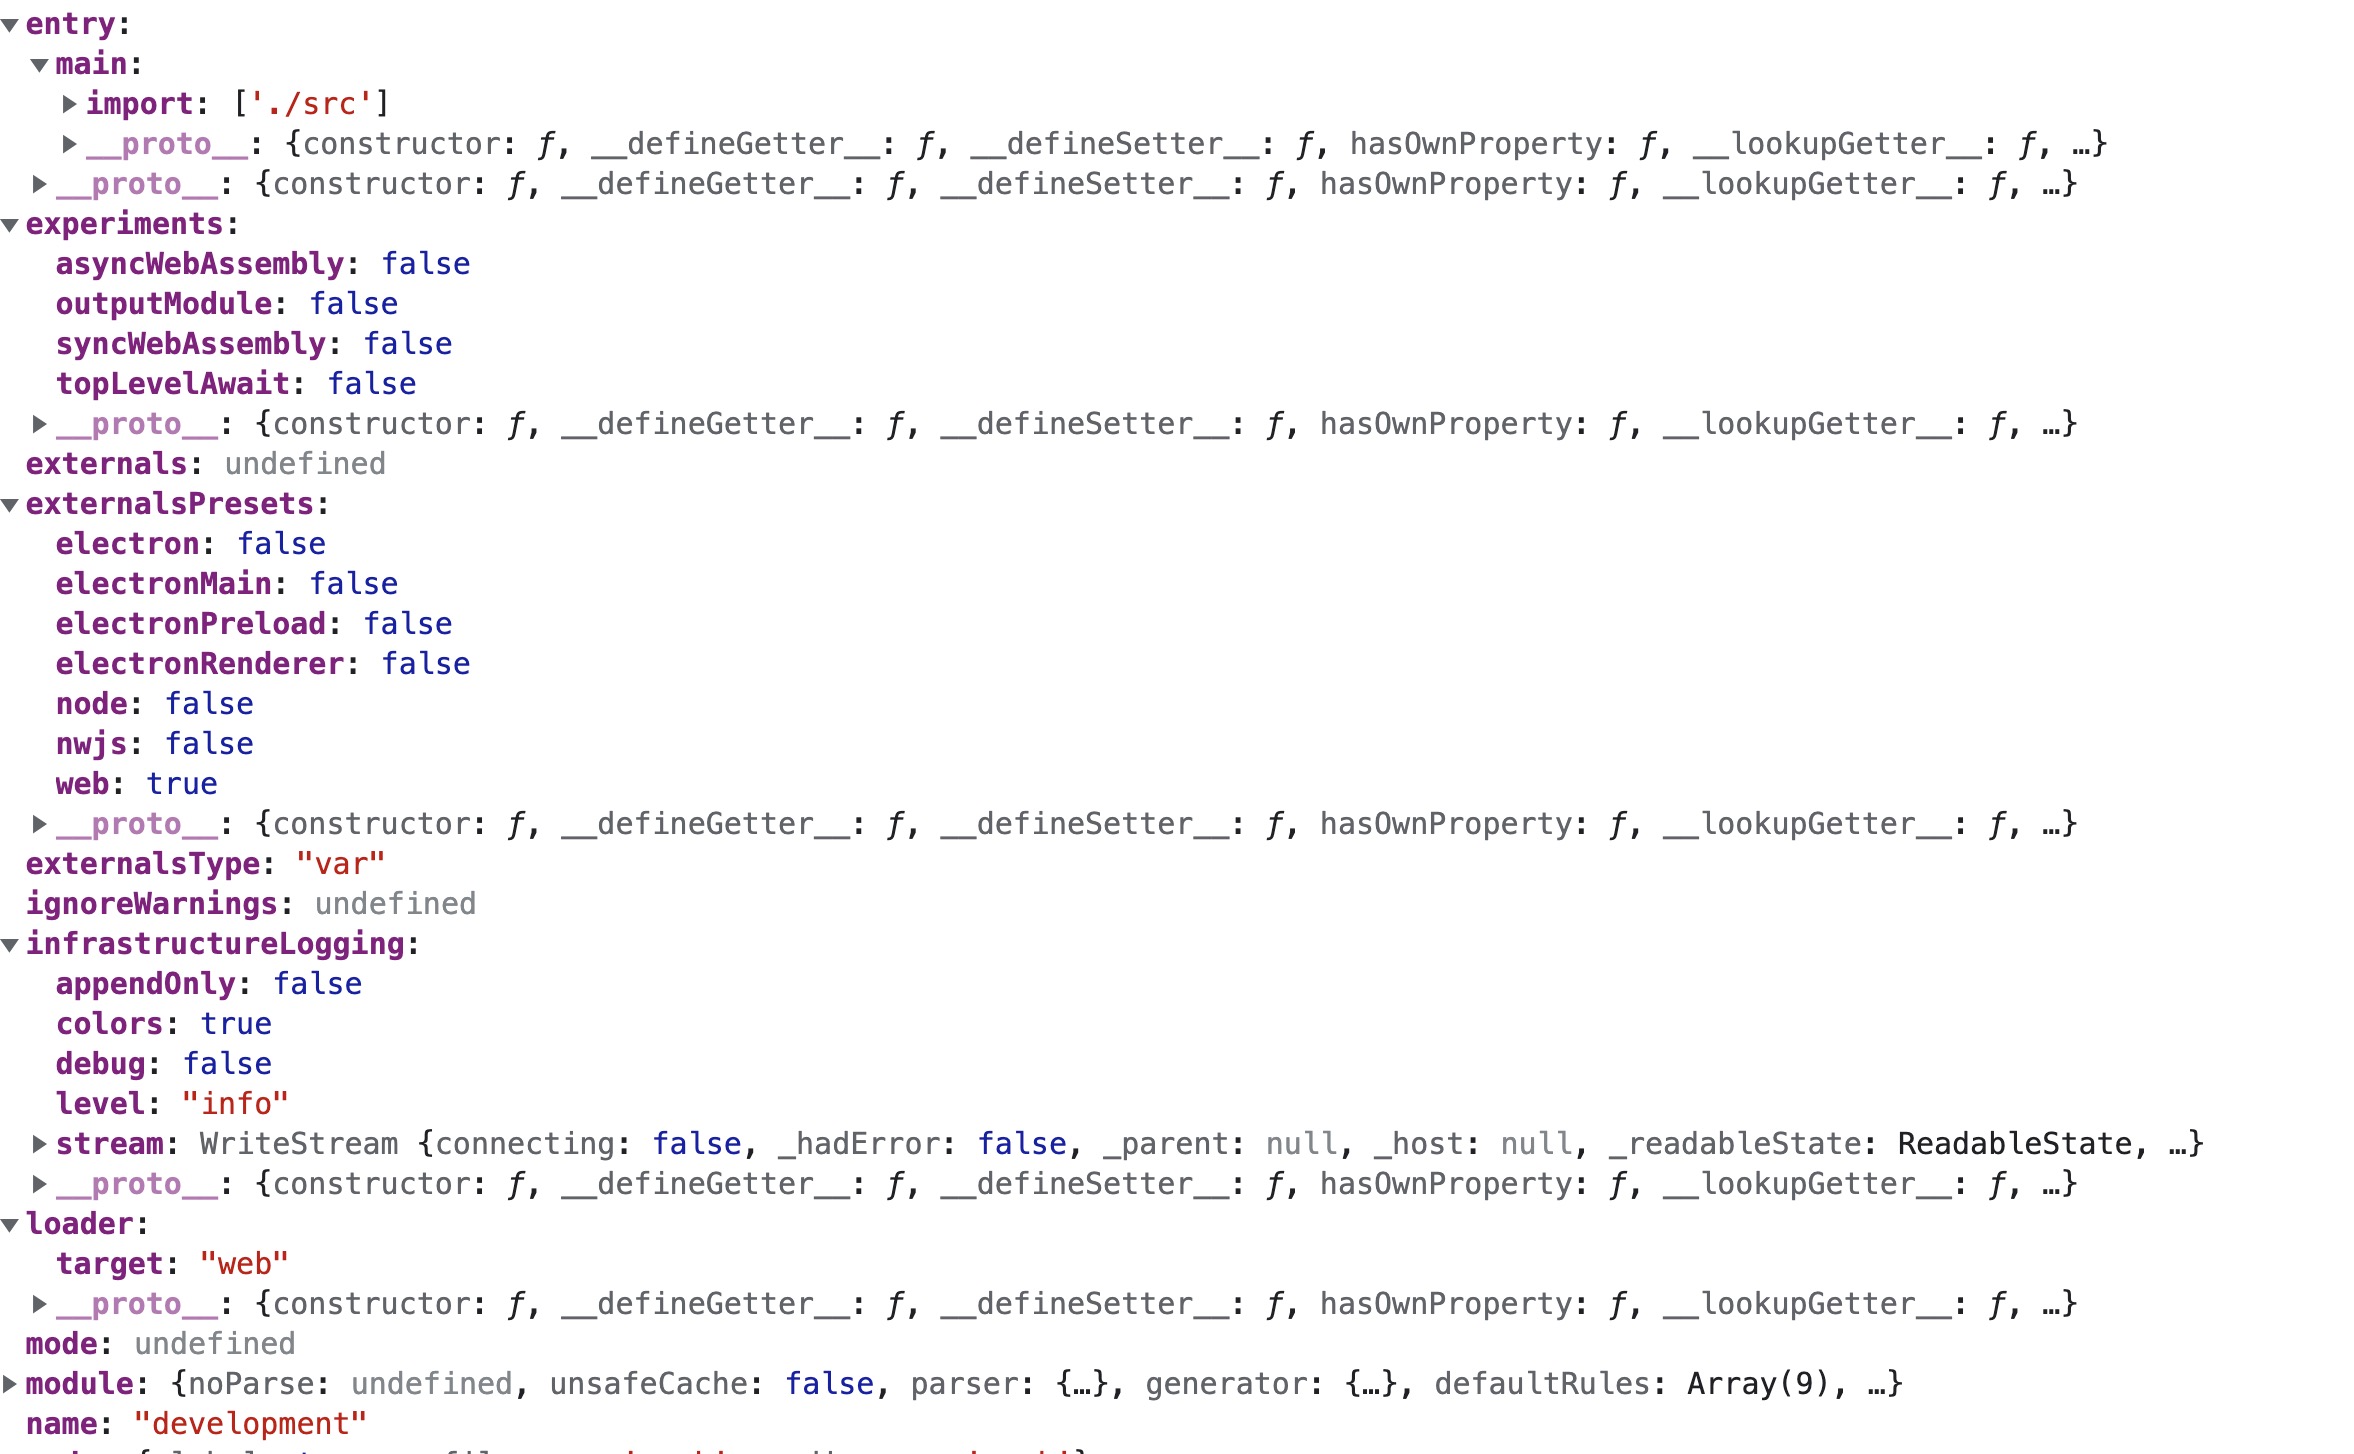 entry:
main:
import: ['./src']
__proto__: {constructor: ƒ, __defineGetter__: ƒ, __defineSetter__: ƒ, hasOwnProperty: ƒ, __lookupGetter__: ƒ, …}
__proto__: {constructor: ƒ, __defineGetter__: ƒ, __defineSetter__: ƒ, hasOwnProperty: ƒ, __lookupGetter__: ƒ, …}
experiments:
asyncWebAssembly: false
outputModule: false
syncWebAssembly: false
topLevelAwait: false
__proto__: {constructor: ƒ, __defineGetter__: ƒ, __defineSetter__: ƒ, hasOwnProperty: ƒ, __lookupGetter__: ƒ, …}
externals: undefined
externalsPresets:
electron: false
electronMain: false
electronPreload: false
electronRenderer: false
node: false
nwjs: false
web: true
__proto__: {constructor: ƒ, __defineGetter__: ƒ, __defineSetter__: ƒ, hasOwnProperty: ƒ, __lookupGetter__: ƒ, …}
externalsType: "var"
ignoreWarnings: undefined
infrastructureLogging:
appendOnly: false
colors: true
debug: false
level: "info"
stream: WriteStream {connecting: false, _hadError: false, _parent: null, _host: null, _readableState: ReadableState, …}
__proto__: {constructor: ƒ, __defineGetter__: ƒ, __defineSetter__: ƒ, hasOwnProperty: ƒ, __lookupGetter__: ƒ, …}
loader:
target: "web"
__proto__: {constructor: ƒ, __defineGetter__: ƒ, __defineSetter__: ƒ, hasOwnProperty: ƒ, __lookupGetter__: ƒ, …}
mode: undefined
module: {noParse: undefined, unsafeCache: false, parser: {…}, generator: {…}, defaultRules: Array(9), …}
name: "development"